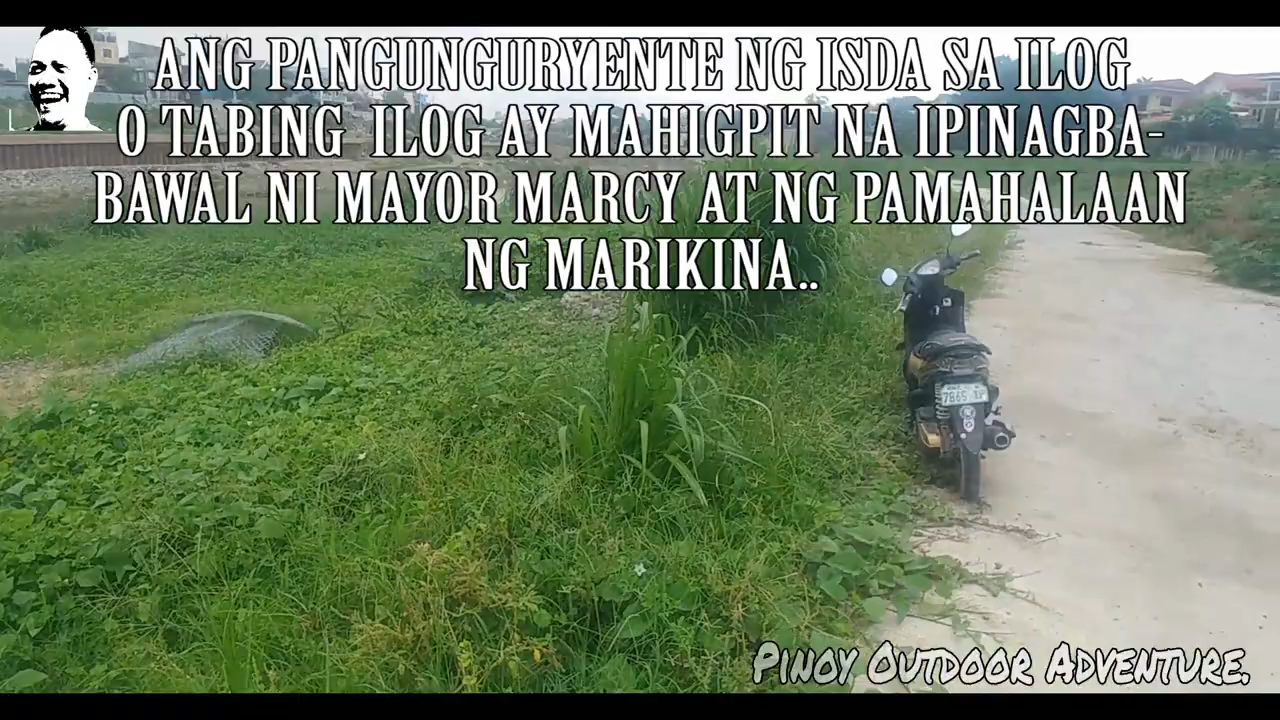 ANG PANGUNGURYENTE NG ISDA SA ILOG
O TABING ILOG AY MAHIGPIT NA IPINAGBA-
BAWAL NI MAYOR MARCY AT NG PAMAHALAAN
NG MARIKINA..
PINOY OUTDOOR ADVENTURE.